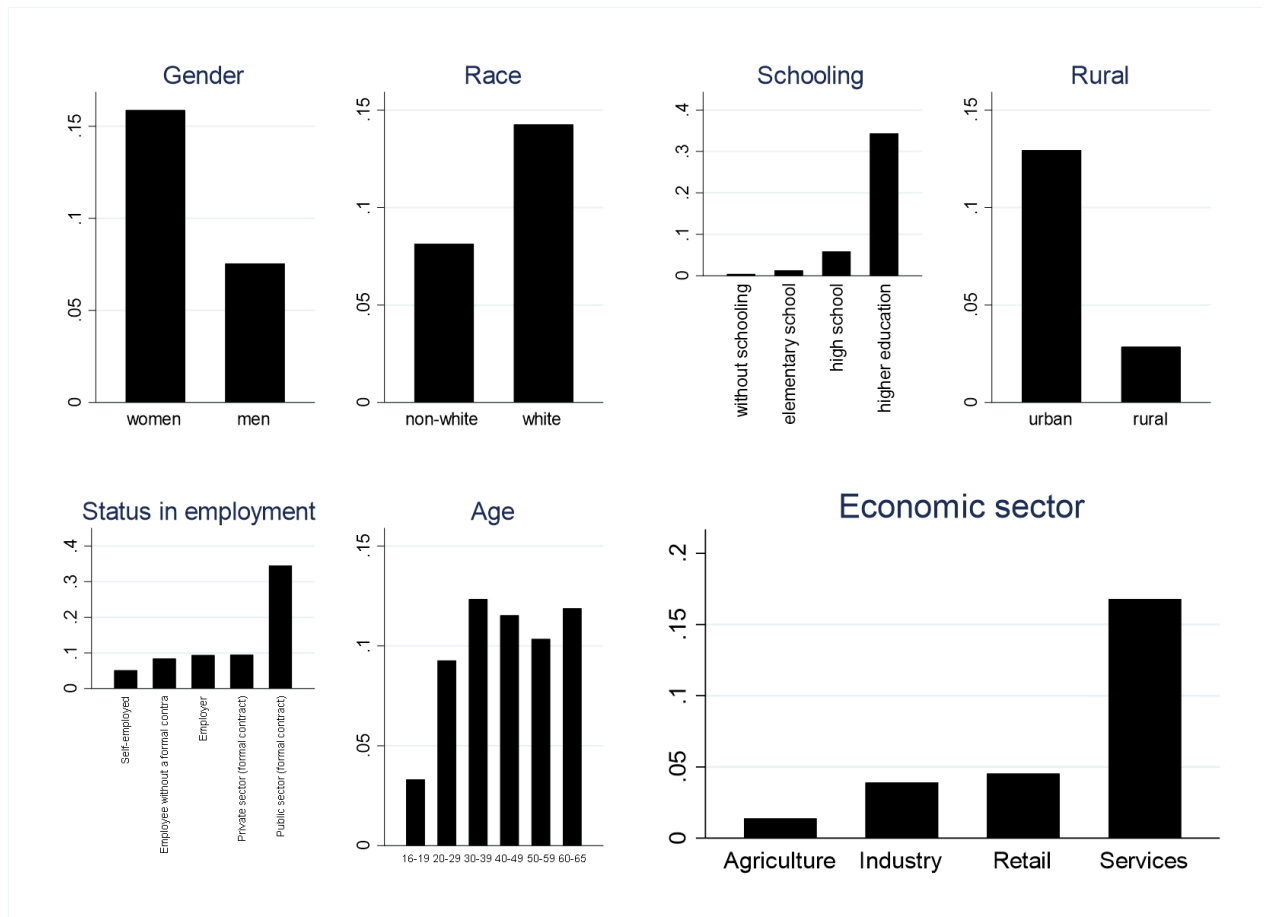 Gender
.15
.1
.05
0
women men
Race
.15
.1
.05
0
non-white white
Schooling
.4
.3
.2
.1
0
without schooling
elementary school
high school
higher education
Rural
.15
.1
.05
0
urban rural
Status in employment
.4
.3
.2
.1
0
Self-employed
Employee without a formal contra
Employer
Private sector (formal contract)
Public sector (formal contract)
Age
.15
.1
.05
0
16-19 20-29 30-39 40-49 50-59 60-65
Economic sector
.2
.15
.1
.05
0
Agriculture Industry Retail Services